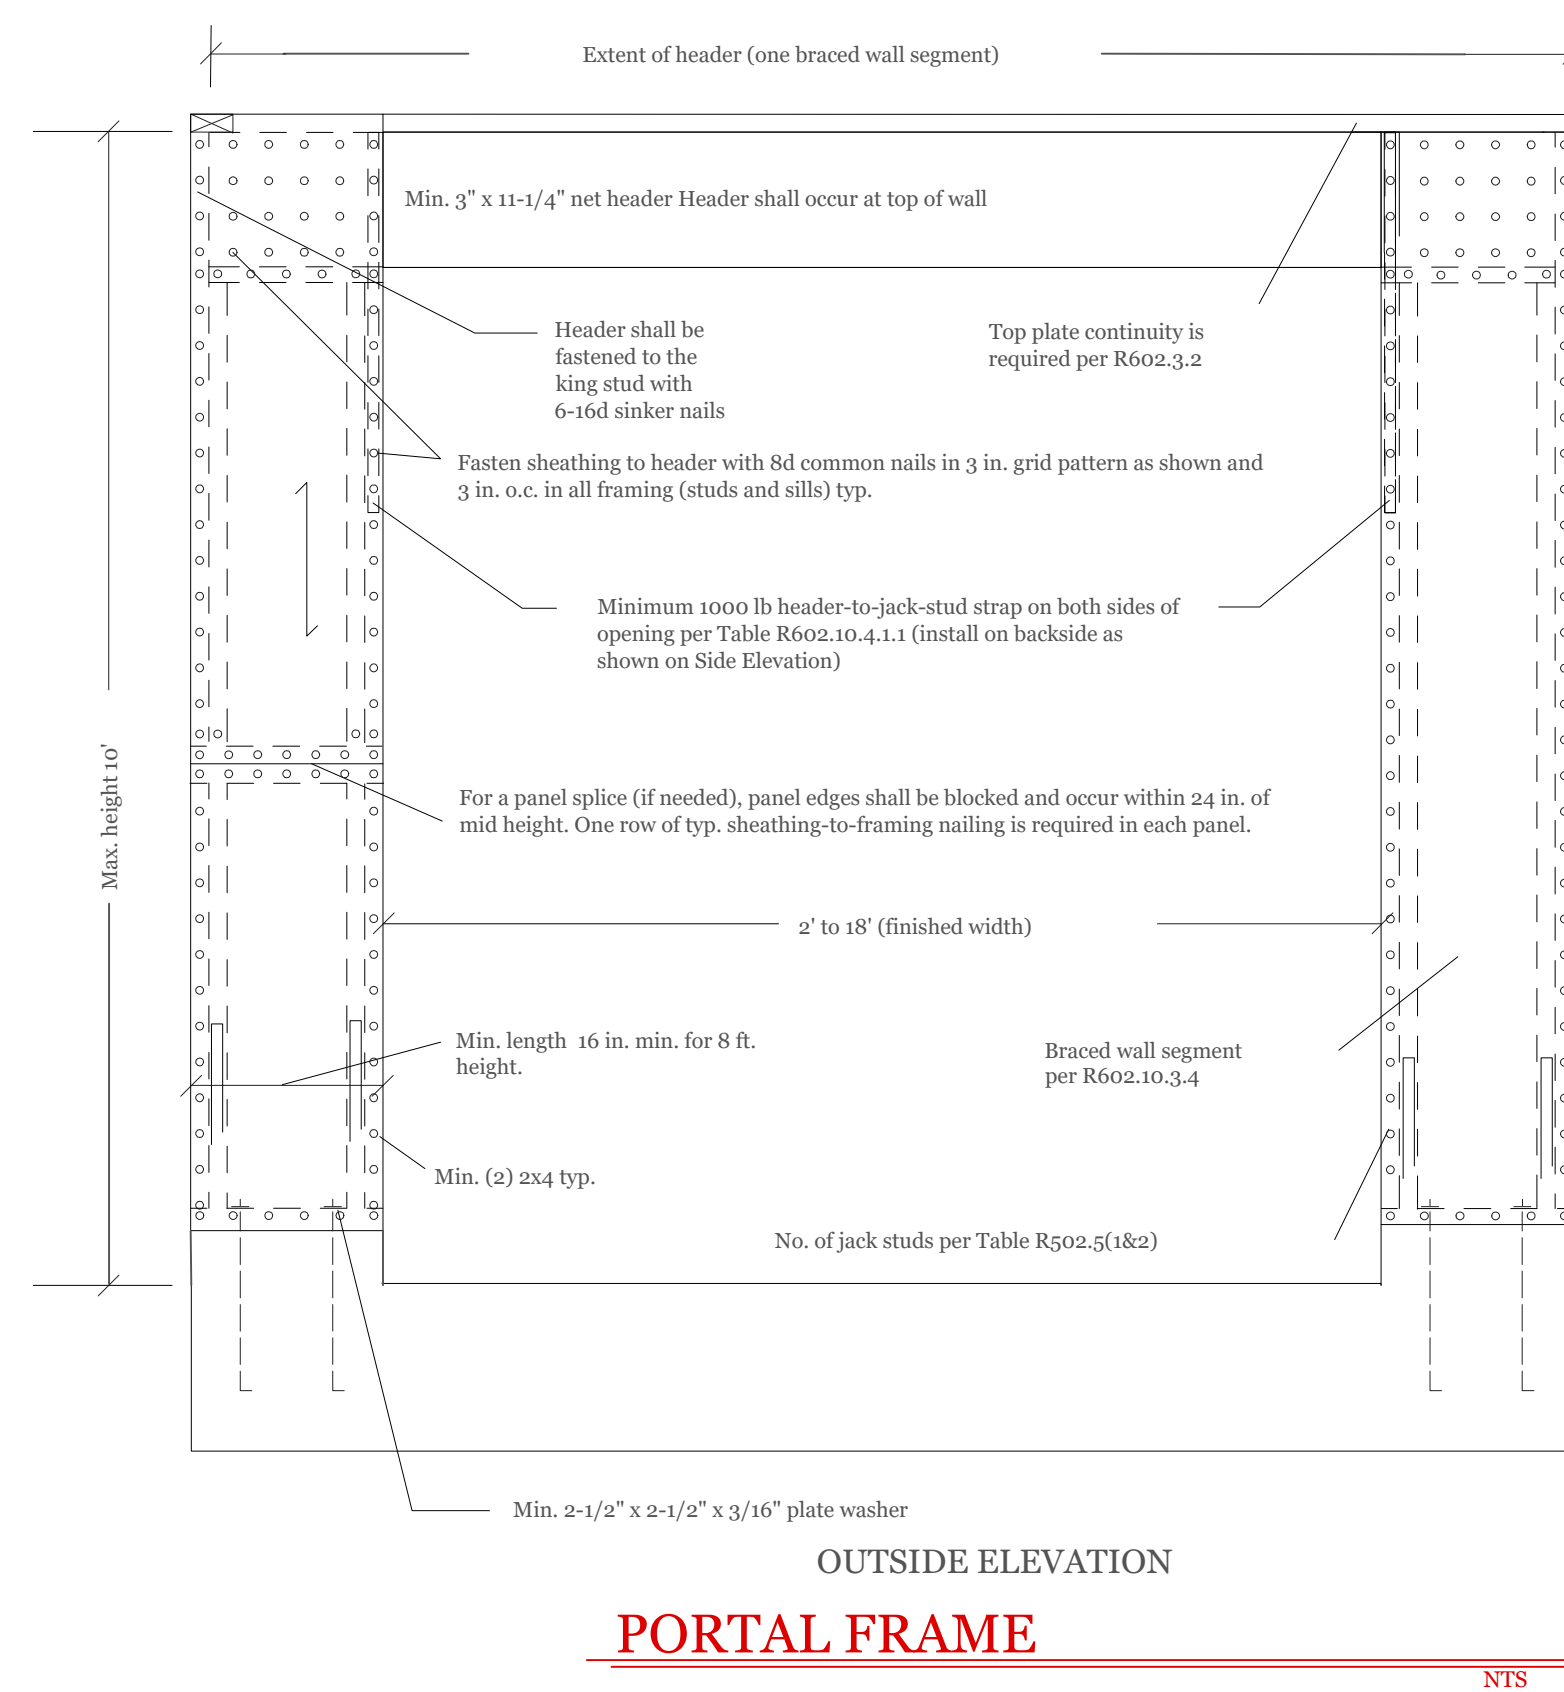 Extent of header (one braced wall segment)
Min. 3" x 11-1/4" net header Header shall occur at top of wall
Header shall be
fastened to the
king stud with
6-16d sinker nails
Top plate continuity is
required per R602.3.2
Fasten sheathing to header with 8d common nails in 3 in. grid pattern as shown and
3 in. o.c. in all framing (studs and sills) typ.
Minimum 1000 lb header-to-jack-stud strap on both sides of
opening per Table R602.10.4.1.1 (install on backside as
shown on Side Elevation)
Max. height 10'
For a panel splice (if needed), panel edges shall be blocked and occur within 24 in. of
mid height. One row of typ. sheathing-to-framing nailing is required in each panel.
2' to 18' (finished width)
Min. length 16 in. min. for 8 ft.
height.
Braced wall segment
per R602.10.3.4
Min. (2) 2x4 typ.
No. of jack studs per Table R502.5(1&2)
Min. 2-1/2" x 2-1/2" x 3/16" plate washer
OUTSIDE ELEVATION
PORTAL FRAME
NTS